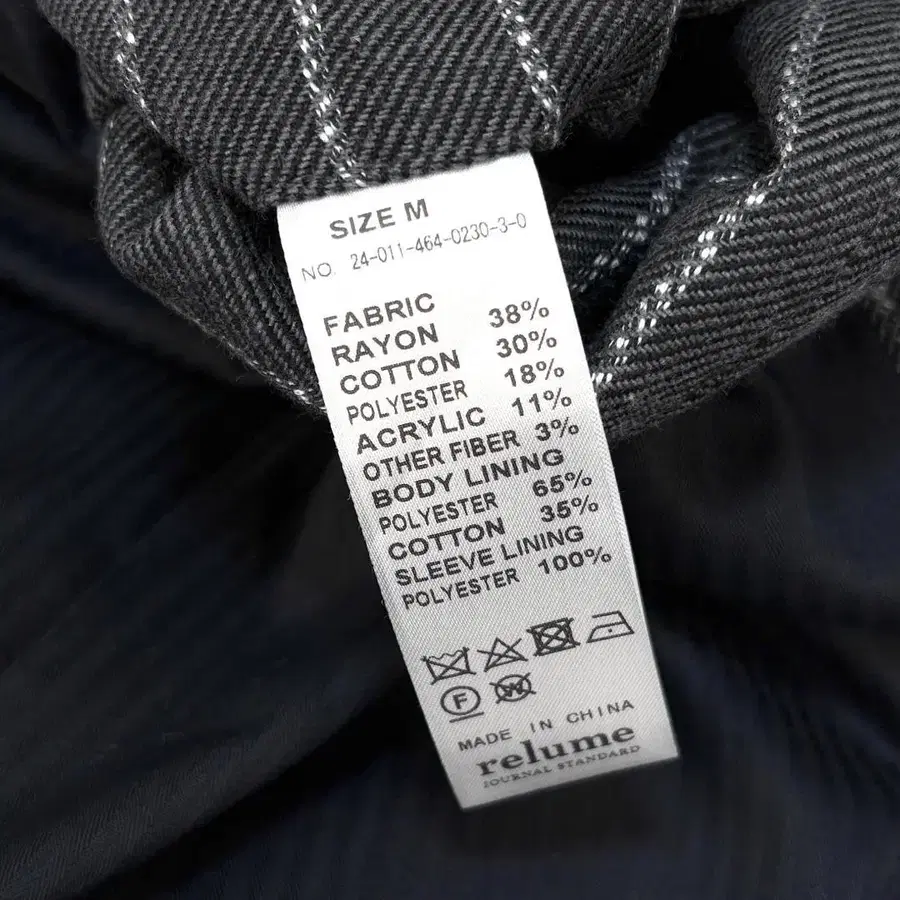 SIZE M
NO. 24-011-464-0230-3-0
FABRIC
RAYON 38%
COTTON 30%
POLYESTER 18%
ACRYLIC 11%
OTHER FIBER 3%
BODY LINING
POLYESTER 65%
COTTON 35%
SLEEVE LINING
POLYESTER 100%
F W
MADE IN CHINA
relume
JOURNAL STANDARD